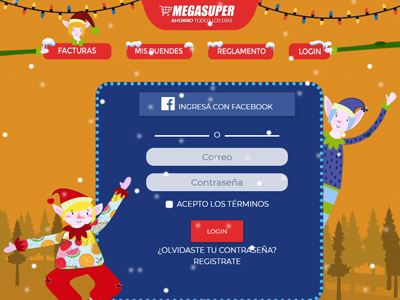 MEGASUPER
AHORRO TODOS LOS DÍAS
FACTURAS
MIS DUENDES
REGLAMENTO
LOGIN
INGRESA CON FACEBOOK
O
Correo
Contraseña
ACEPTO LOS TÉRMINOS
LOGIN
¿OLVIDASTE TU CONTRASEÑA?
REGISTRATE